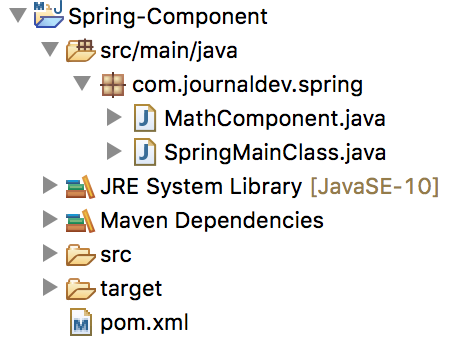 Spring-Component
src/main/java
com.journaldev.spring
MathComponent.java
SpringMainClass.java
JRE System Library [JavaSE-10]
Maven Dependencies
src
target
pom.xml